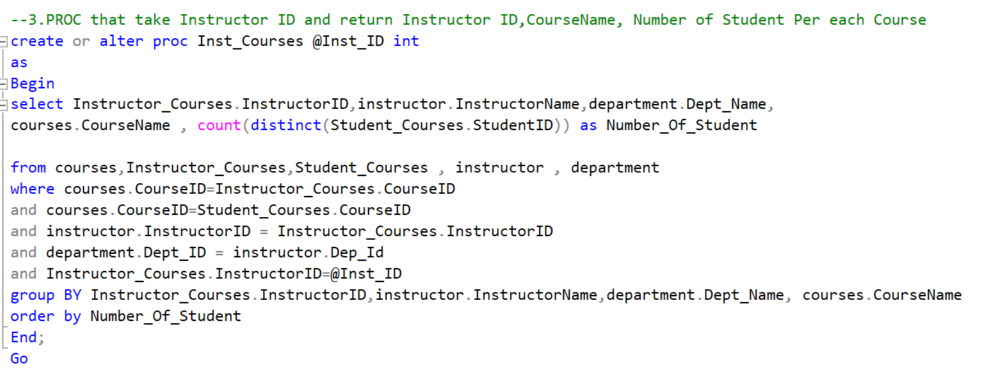 --3.PROC that take Instructor ID and return Instructor ID,CourseName, Number of Student Per each Course
create or alter proc Inst_Courses @Inst_ID int
as
Begin
select Instructor_Courses.InstructorID,instructor.InstructorName,department.Dept_Name,
courses.CourseName , count(distinct(Student_Courses.StudentID)) as Number_Of_Student
from courses,Instructor_Courses,Student_Courses , instructor , department
where courses.CourseID=Instructor_Courses.CourseID
and courses.CourseID=Student_Courses.CourseID
and instructor.InstructorID = Instructor_Courses.InstructorID
and department.Dept_ID = instructor.Dep_Id
and Instructor_Courses.InstructorID=@Inst_ID
group BY Instructor_Courses.InstructorID,instructor.InstructorName,department.Dept_Name, courses.CourseName
order by Number_Of_Student
End;
Go